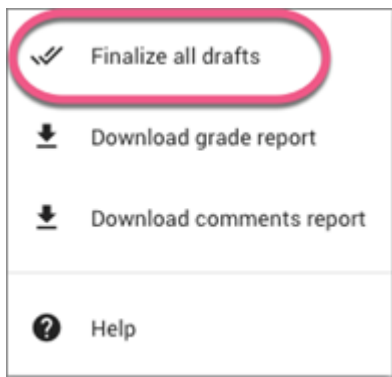 Finalize all drafts
Download grade report
Download comments report
Help